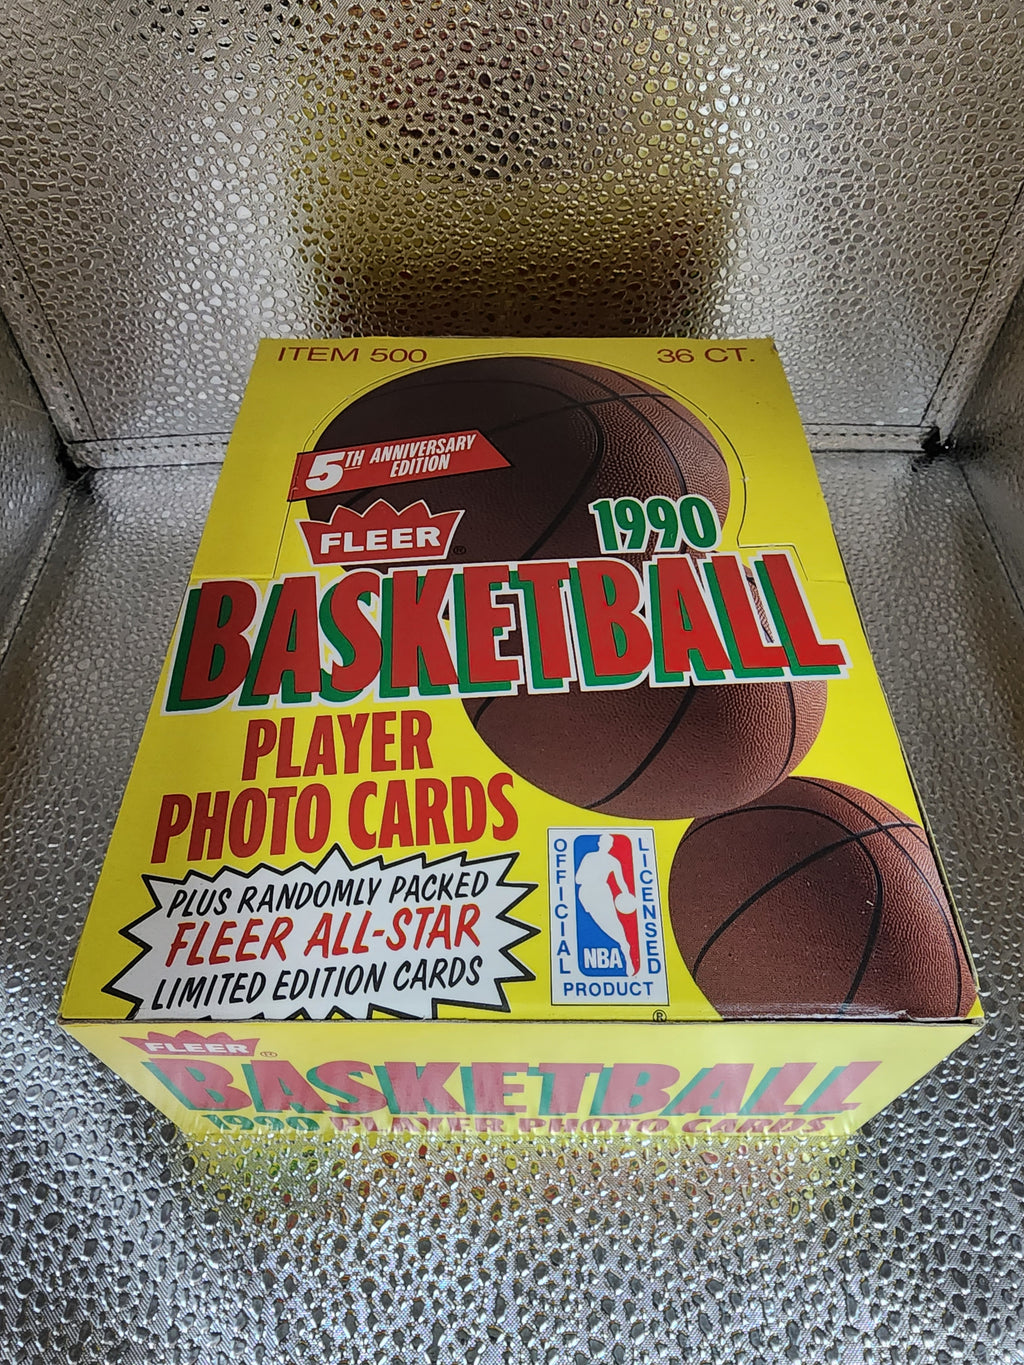 ITEM 500
36 CT.
5TH ANNIVERSARY
EDITION
FLEER®
1990
BASKETBALL
PLAYER
PHOTO CARDS
PLUS RANDOMLY PACKED
FLEER ALL-STAR
LIMITED EDITION CARDS
OFFICIAL
LICENSED
NBA
PRODUCT
®
FLEER®
BASKETBALL
1990 PLAYER PHOTO CARDS